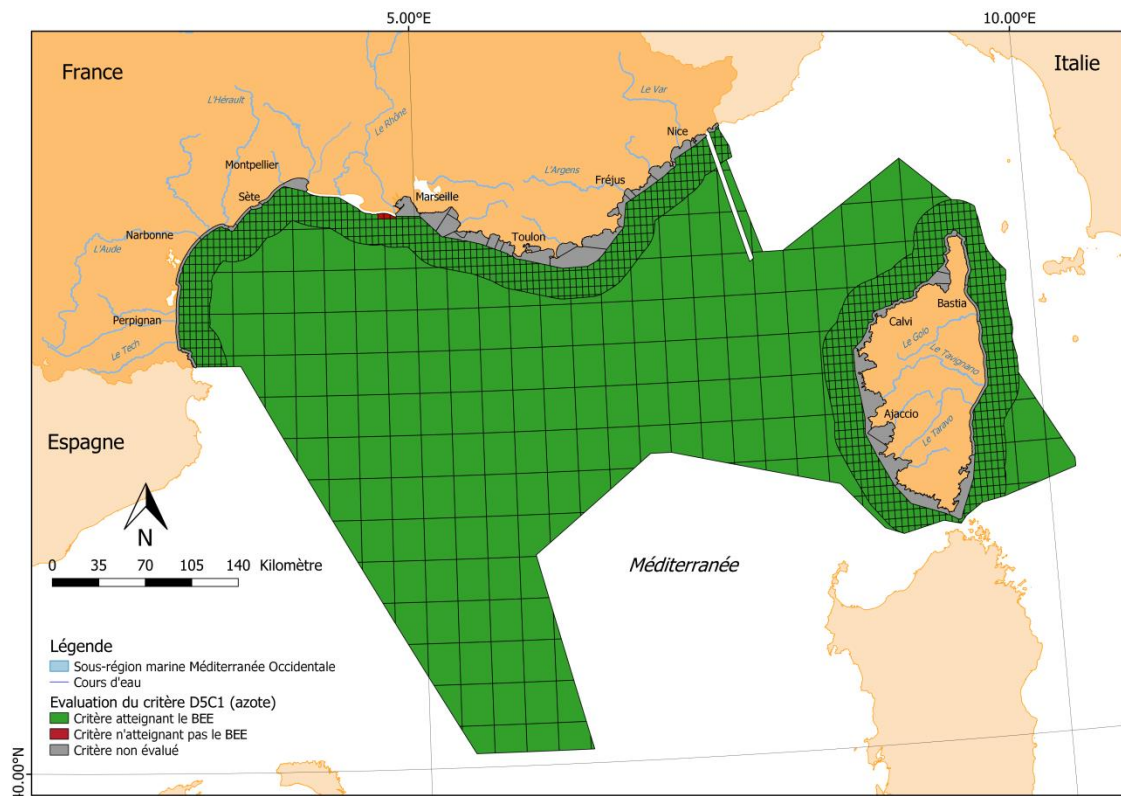 5.00°E
10.00°E
France
Italie
L'Hérault
Le Var
Le Rhône
Nice
Montpellier
L'Argens
Fréjus
Sète
Marseille
Narbonne
Toulon
L'Aude
Bastia
Perpignan
Calvi
Le Golo
Le Tech
Le Tavignano
Ajaccio
Espagne
Le Taravo
N
0 35 70 105 140 Kilomètre
Méditerranée
Légende
Sous-région marine Méditerranée Occidentale
Cours d'eau
Evaluation du critère D5C1 (azote)
Critère atteignant le BEE
Critère n'atteignant pas le BEE
Critère non évalué